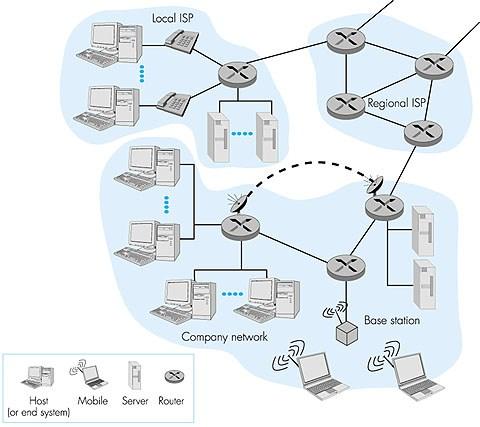 Local ISP
Regional ISP
Company network
Base station
Host
(or end system)
Mobile
Server
Router